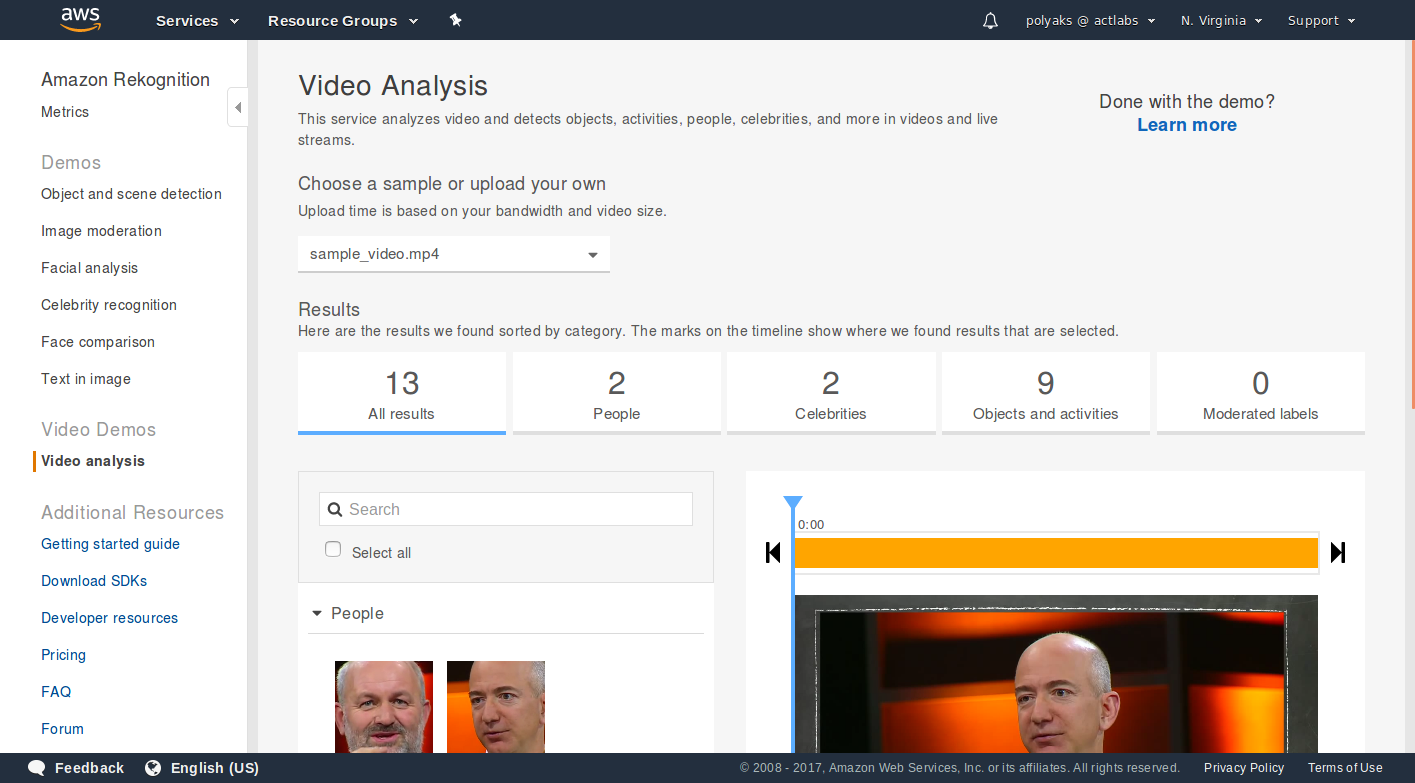 aws Services Resource Groups polyaks @ actlabs N. Virginia Support
Amazon Rekognition
Metrics
Demos
Object and scene detection
Image moderation
Facial analysis
Celebrity recognition
Face comparison
Text in image
Video Demos
Video analysis
Additional Resources
Getting started guide
Download SDKs
Developer resources
Pricing
FAQ
Forum
Video Analysis
This service analyzes video and detects objects, activities, people, celebrities, and more in videos and live
streams.
Done with the demo?
Learn more
Choose a sample or upload your own
Upload time is based on your bandwidth and video size.
sample_video.mp4
Results
Here are the results we found sorted by category. The marks on the timeline show where we found results that are selected.
13
All results
2
People
2
Celebrities
9
Objects and activities
0
Moderated labels
Search
Select all
People
0:00
Feedback English (US) © 2008 - 2017, Amazon Web Services, Inc. or its affiliates. All rights reserved. Privacy Policy Terms of Use